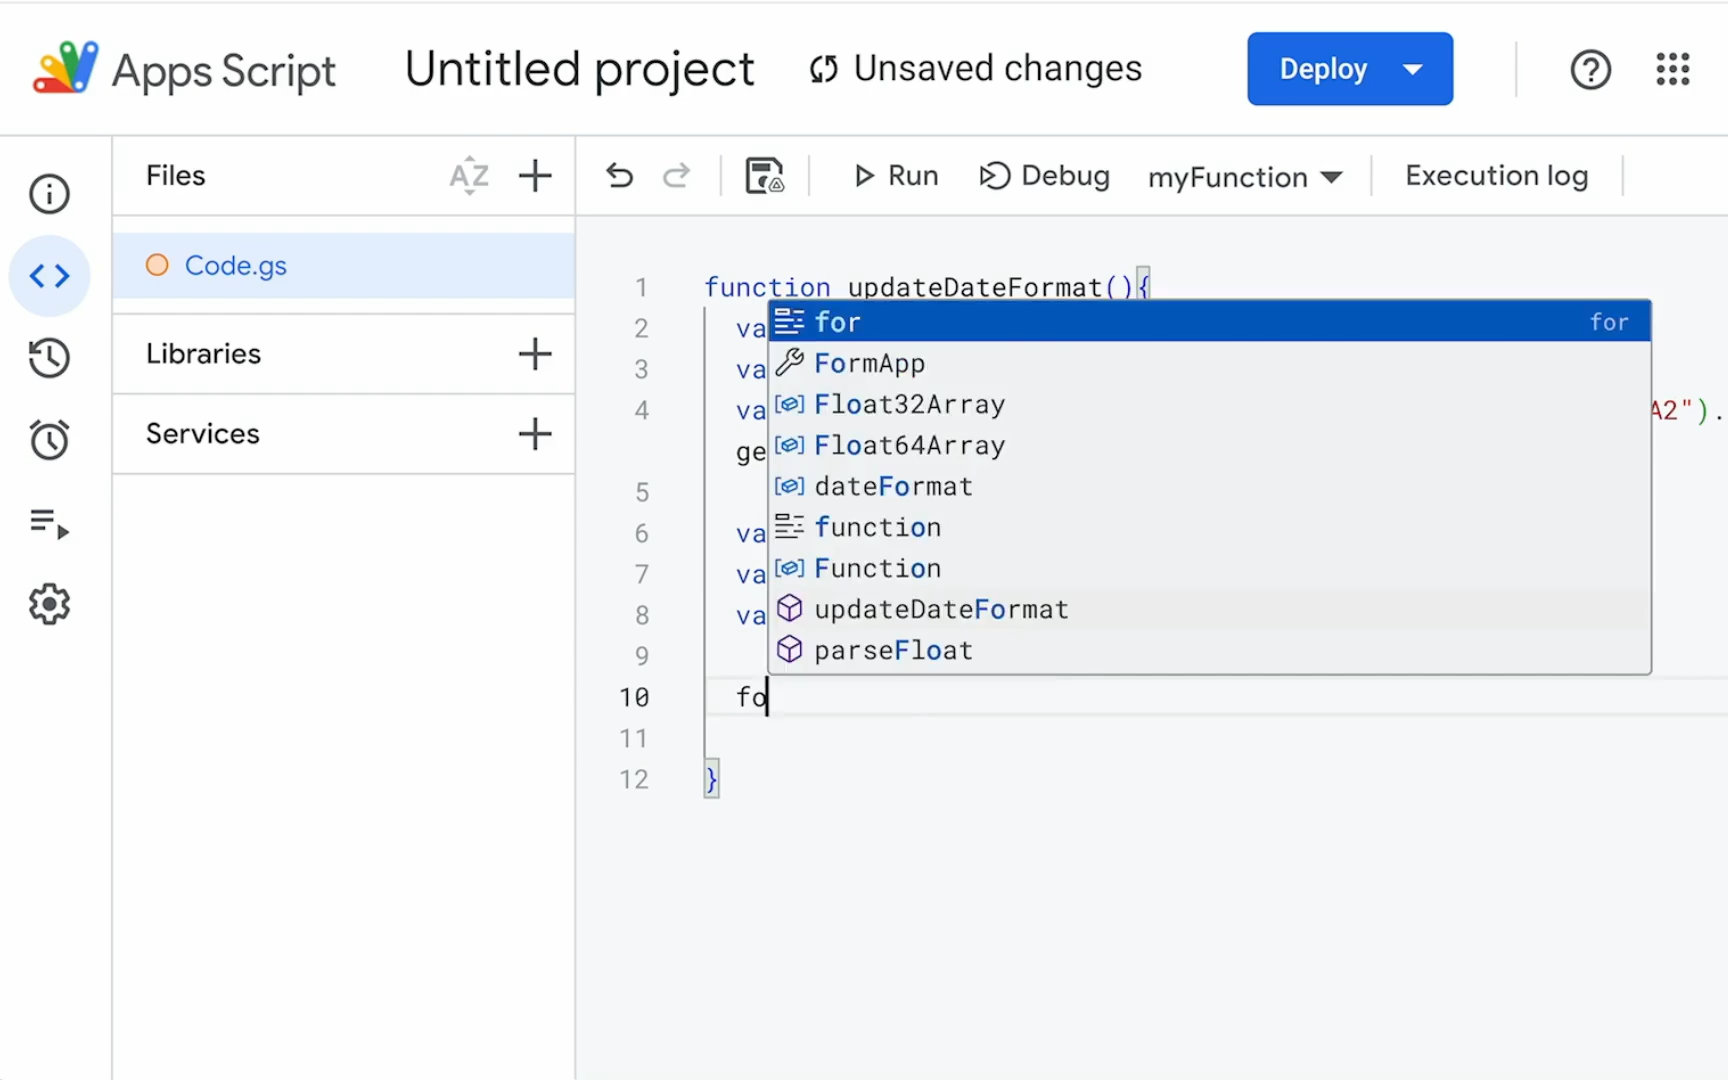 Apps Script Untitled project Unsaved changes Deploy
Files AZ Run Debug myFunction Execution log
Code.gs
Libraries
Services
1 function updateDateFormat(){
2 va
3 va
4 va A2").
ge
5
6 va
7 va
8 va
9
10 fo
11
12 }
for for
FormApp
Float32Array
Float64Array
dateFormat
function
Function
updateDateFormat
parseFloat